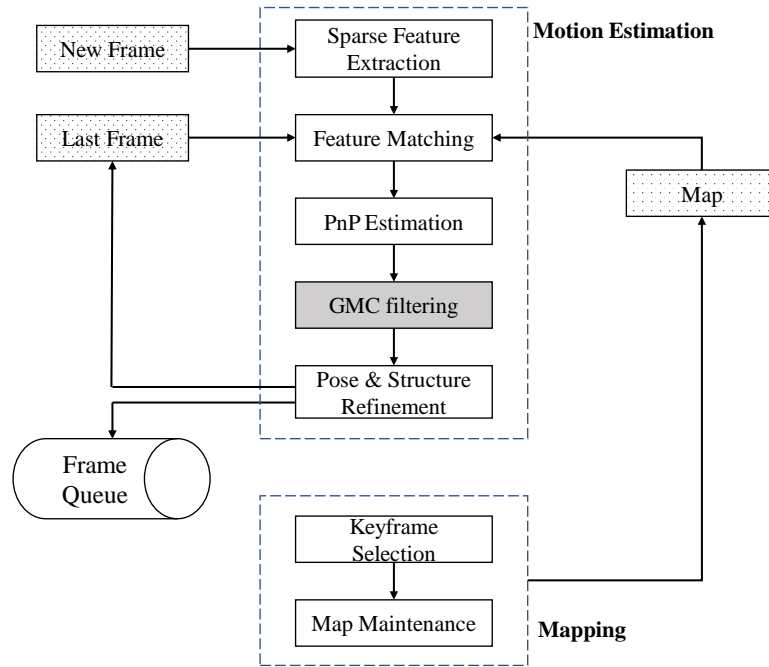 New Frame
Sparse Feature
Extraction
Motion Estimation
Last Frame
Feature Matching
Map
PnP Estimation
GMC filtering
Pose & Structure
Refinement
Frame
Queue
Keyframe
Selection
Map Maintenance
Mapping